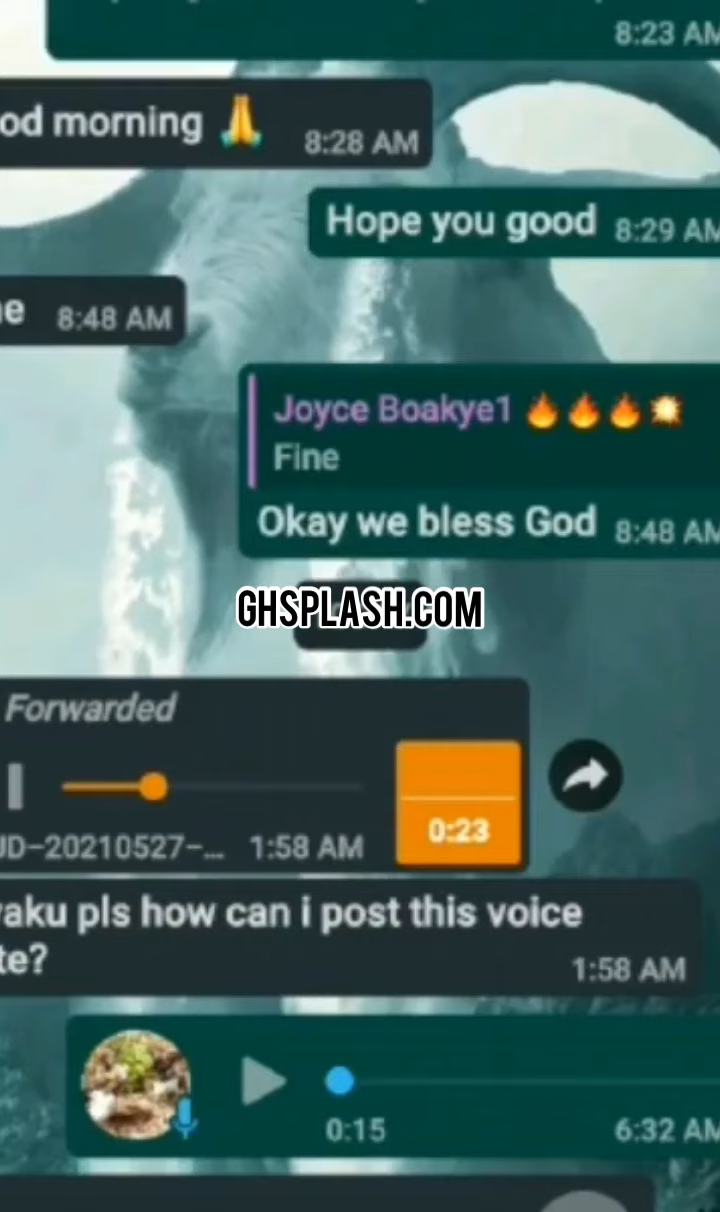 8:23 AM
od morning 🙏 8:28 AM
Hope you good 8:29 AM
e 8:48 AM
Joyce Boakye1 🔥🔥🔥💥
Fine
Okay we bless God 8:48 AM
GHSPLASH.COM
Forwarded
UD-20210527-... 1:58 AM
0:23
aku pls how can i post this voice
te?
1:58 AM
0:15 6:32 AM